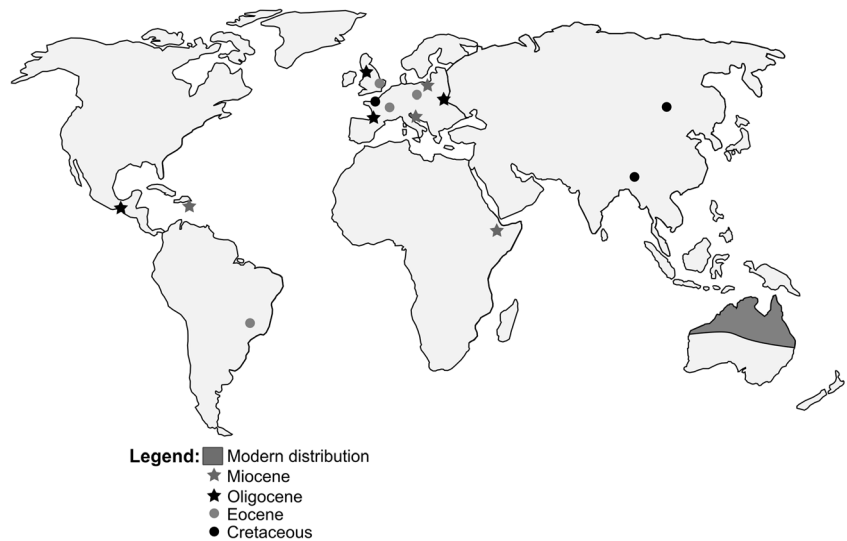 Legend:
Modern distribution
Miocene
Oligocene
Eocene
Cretaceous